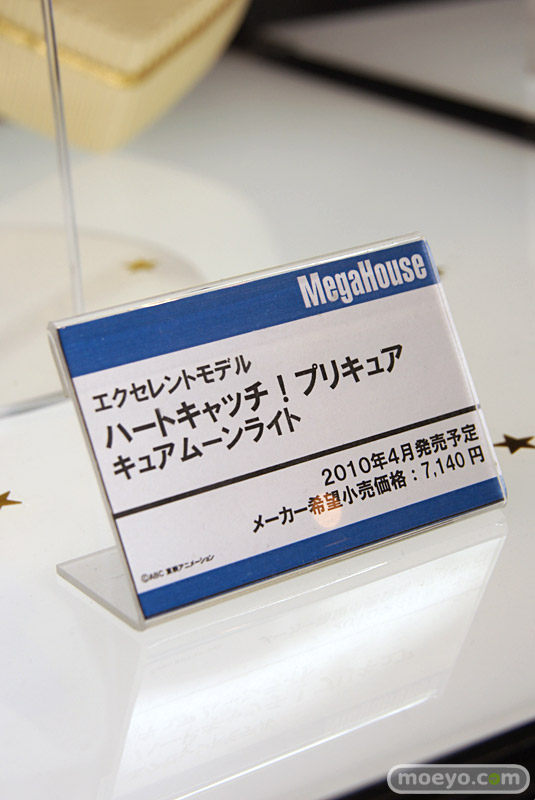 MegaHouse
エクセレントモデル
ハートキャッチ！プリキュア
キュアムーンライト
2010年4月発売予定
メーカー希望小売価格：7,140円
©ABC 東映アニメーション
moeyo.com